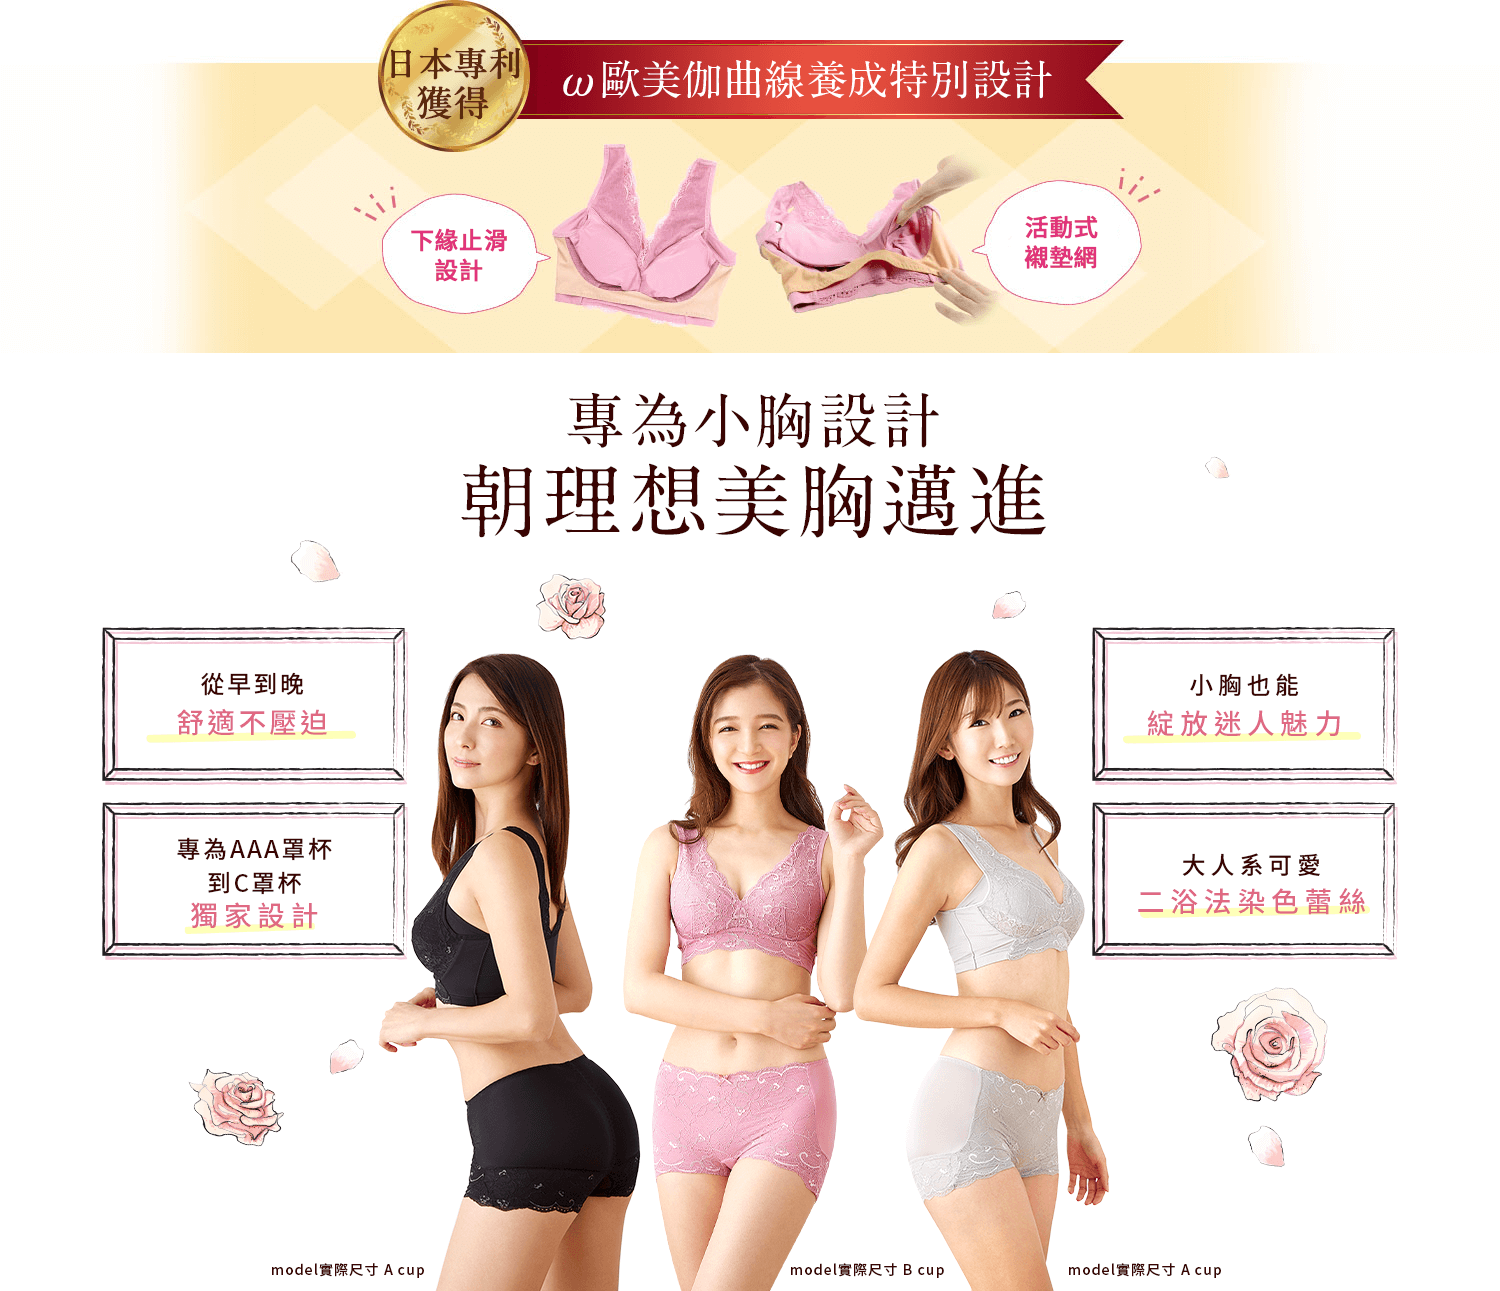 日本專利
獲得
ω歐美伽曲線養成特別設計
下緣止滑
設計
活動式
襯墊網
專為小胸設計
朝理想美胸邁進
從早到晚
舒適不壓迫
小胸也能
綻放迷人魅力
專為AAA罩杯
到C罩杯
獨家設計
大人系可愛
二浴法染色蕾絲
model實際尺寸 A cup
model實際尺寸 B cup
model實際尺寸 A cup